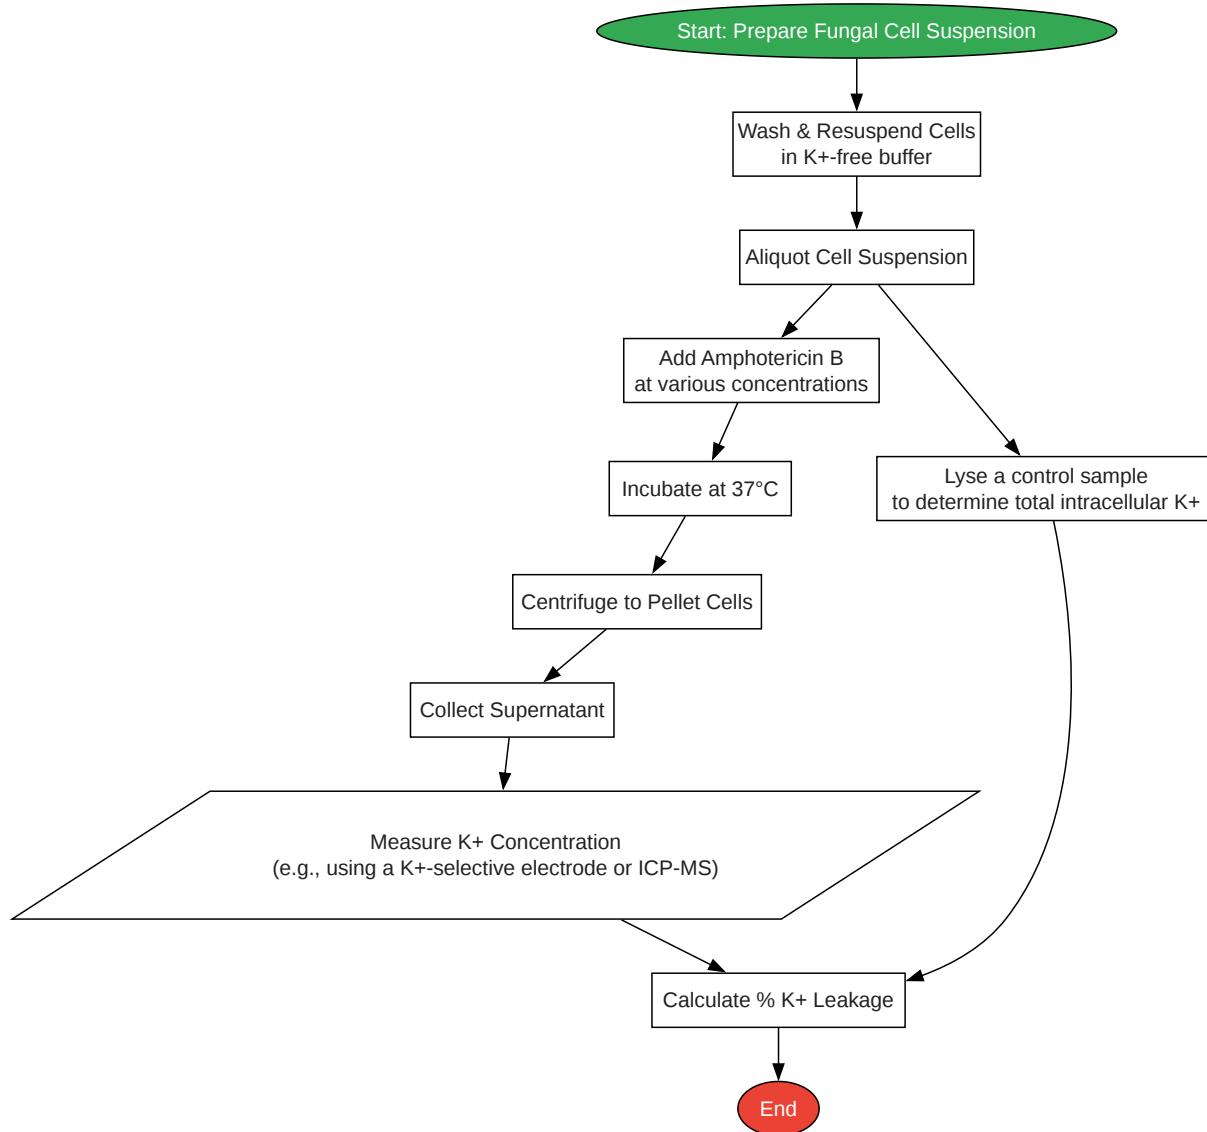 Start: Prepare Fungal Cell Suspension
Wash & Resuspend Cells
in K+-free buffer
Aliquot Cell Suspension
Add Amphotericin B
at various concentrations
Lyse a control sample
to determine total intracellular K+
Incubate at 37°C
Centrifuge to Pellet Cells
Collect Supernatant
Measure K+ Concentration
(e.g., using a K+-selective electrode or ICP-MS)
Calculate % K+ Leakage
End